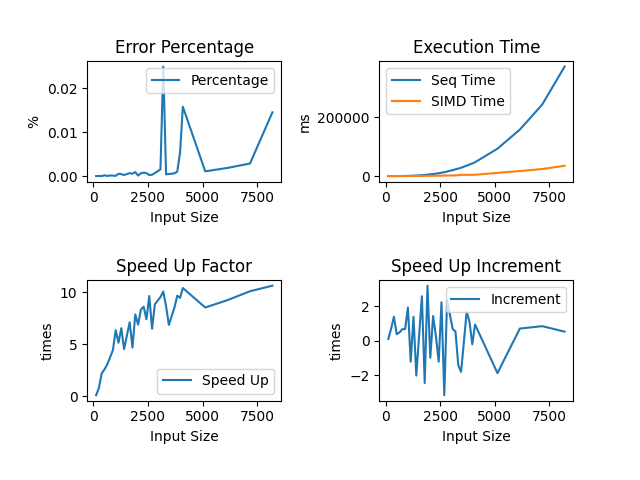 Error Percentage
%
0.02
0.01
0.00
Percentage
0 2500 5000 7500
Input Size
Execution Time
ms
200000
0
Seq Time
SIMD Time
0 2500 5000 7500
Input Size
Speed Up Factor
times
10
5
0
Speed Up
0 2500 5000 7500
Input Size
Speed Up Increment
times
2
0
−2
Increment
0 2500 5000 7500
Input Size